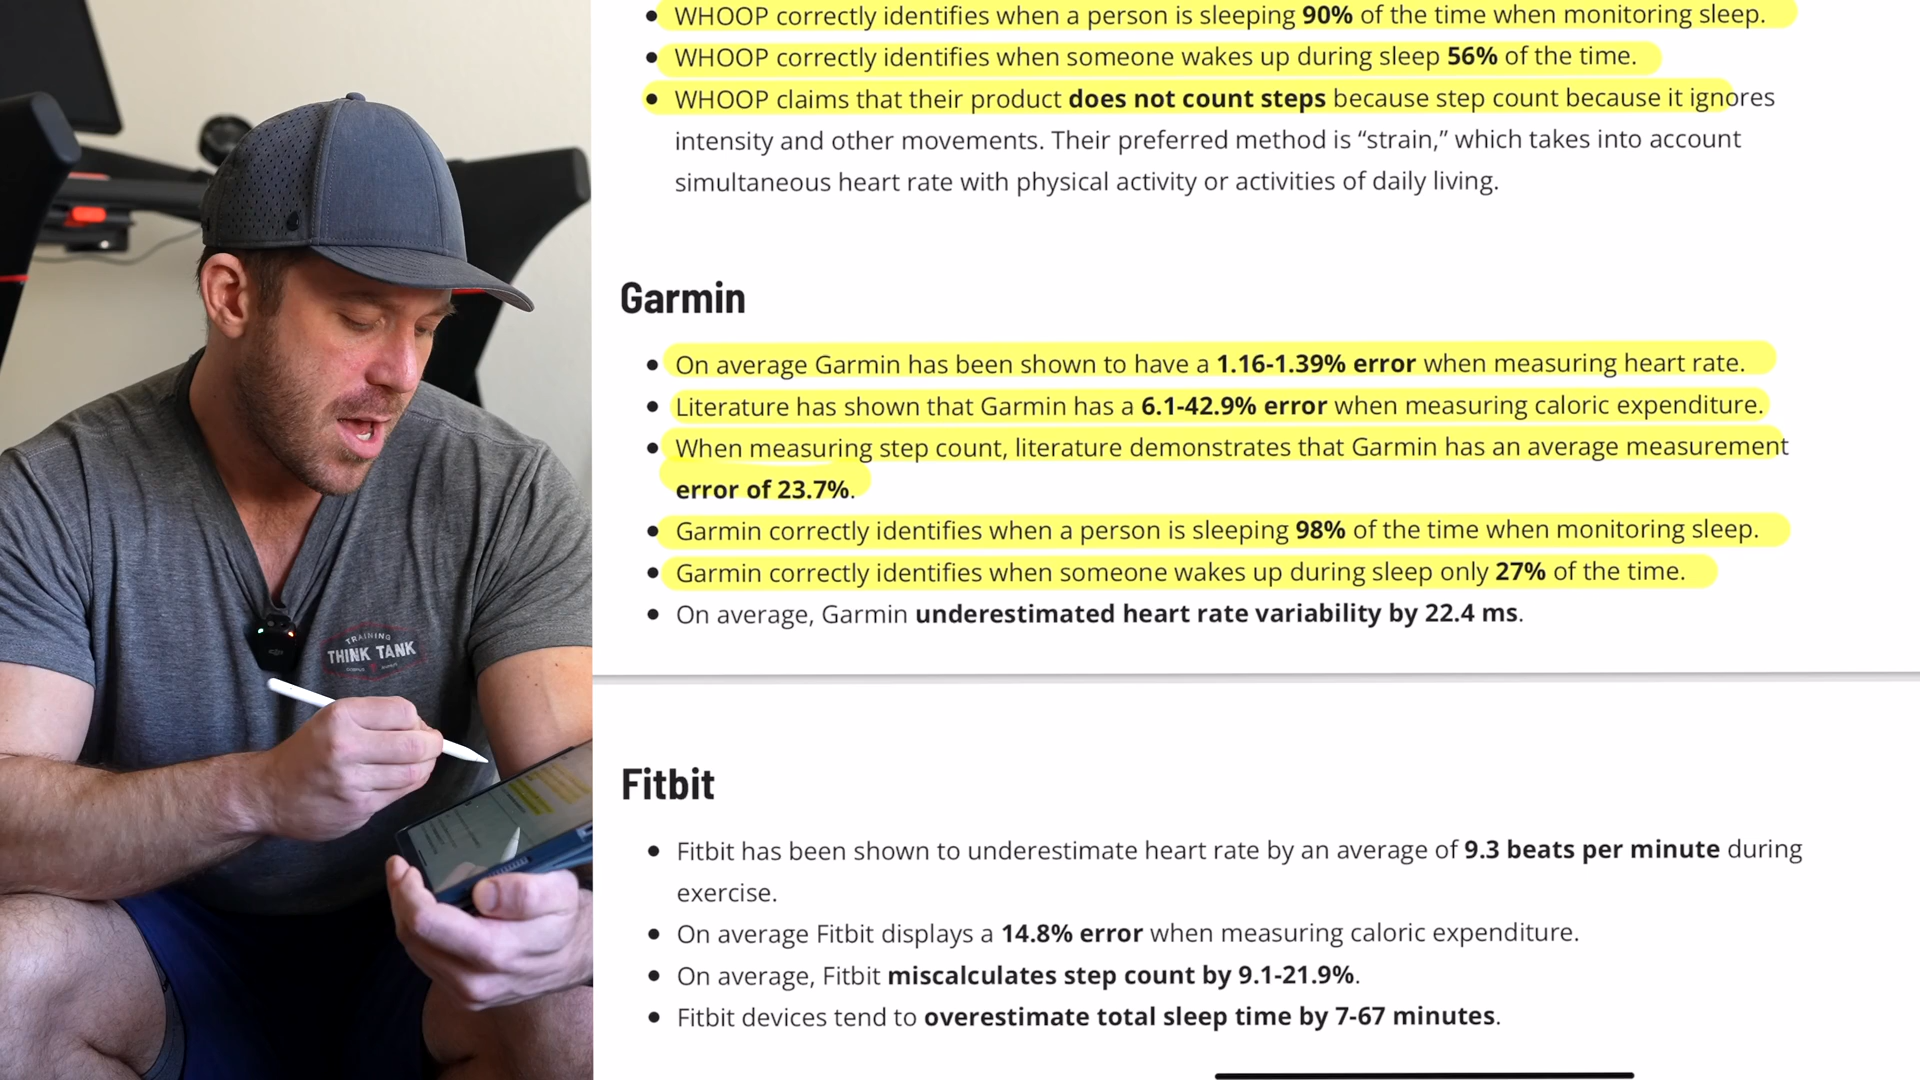 WHOOP correctly identifies when a person is sleeping 90% of the time when monitoring sleep.
WHOOP correctly identifies when someone wakes up during sleep 56% of the time.
WHOOP claims that their product does not count steps because step count because it ignores
intensity and other movements. Their preferred method is “strain,” which takes into account
simultaneous heart rate with physical activity or activities of daily living.
Garmin
On average Garmin has been shown to have a 1.16-1.39% error when measuring heart rate.
Literature has shown that Garmin has a 6.1-42.9% error when measuring caloric expenditure.
When measuring step count, literature demonstrates that Garmin has an average measurement
error of 23.7%.
Garmin correctly identifies when a person is sleeping 98% of the time when monitoring sleep.
Garmin correctly identifies when someone wakes up during sleep only 27% of the time.
On average, Garmin underestimated heart rate variability by 22.4 ms.
Fitbit
Fitbit has been shown to underestimate heart rate by an average of 9.3 beats per minute during
exercise.
On average Fitbit displays a 14.8% error when measuring caloric expenditure.
On average, Fitbit miscalculates step count by 9.1-21.9%.
Fitbit devices tend to overestimate total sleep time by 7-67 minutes.
TRAINING
THINK TANK